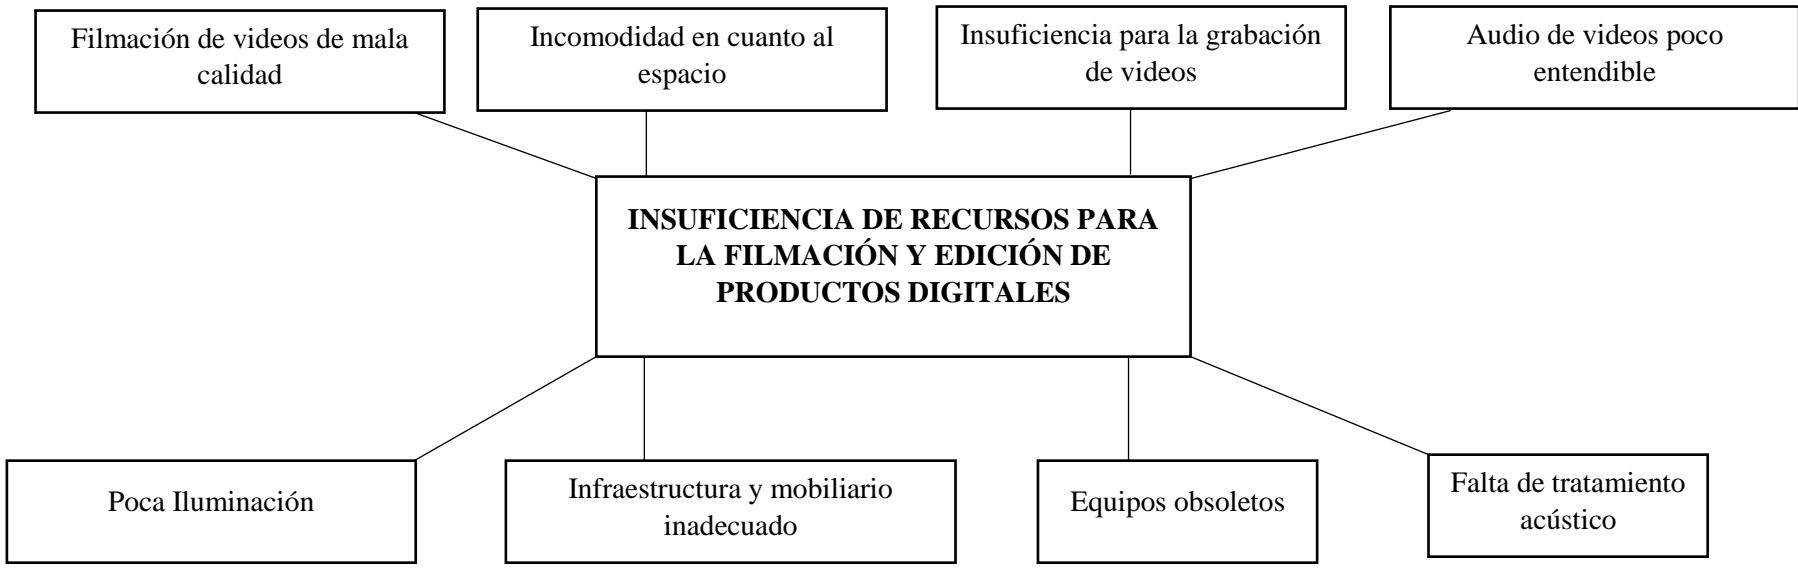 Filmación de videos de mala
calidad
Incomodidad en cuanto al
espacio
Insuficiencia para la grabación
de videos
Audio de videos poco
entendible
INSUFICIENCIA DE RECURSOS PARA
LA FILMACIÓN Y EDICIÓN DE
PRODUCTOS DIGITALES
Poca Iluminación
Infraestructura y mobiliario
inadecuado
Equipos obsoletos
Falta de tratamiento
acústico